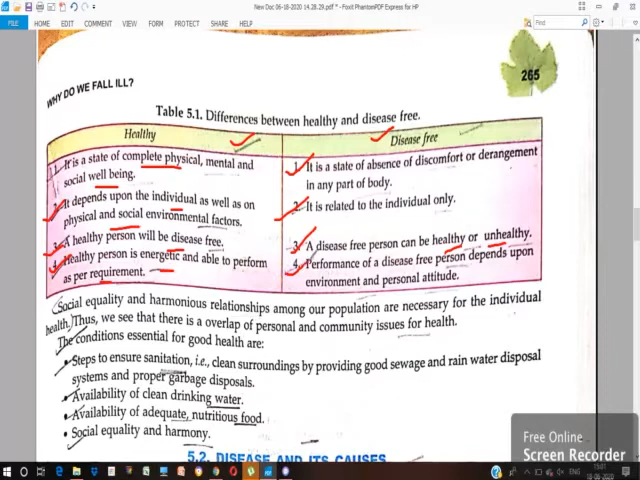 New Doc 06-18-2020 14.28.29.pdf * - Foxit PhantomPDF Express for HP
FILE HOME EDIT COMMENT VIEW FORM PROTECT SHARE HELP
Find
WHY DO WE FALL ILL?
265
Table 5.1. Differences between healthy and disease free.
Healthy
Disease free
1. It is a state of complete physical, mental and
social well being.
2. It depends upon the individual as well as on
physical and social environmental factors.
3. A healthy person will be disease free.
4. Healthy person is energetic and able to perform
as per requirement.
1. It is a state of absence of discomfort or derangement
in any part of body.
2. It is related to the individual only.
3. A disease free person can be healthy or unhealthy.
4. Performance of a disease free person depends upon
environment and personal attitude.
Social equality and harmonious relationships among our population are necessary for the individual
health. Thus, we see that there is a overlap of personal and community issues for health.
The conditions essential for good health are:
• Steps to ensure sanitation, i.e., clean surroundings by providing good sewage and rain water disposal
systems and proper garbage disposals.
• Availability of clean drinking water.
• Availability of adequate, nutritious food.
• Social equality and harmony.
5.2. DISEASE AND ITS CAUSES
Free Online
Screen Recorder
ENG
15:01
18-06-2020